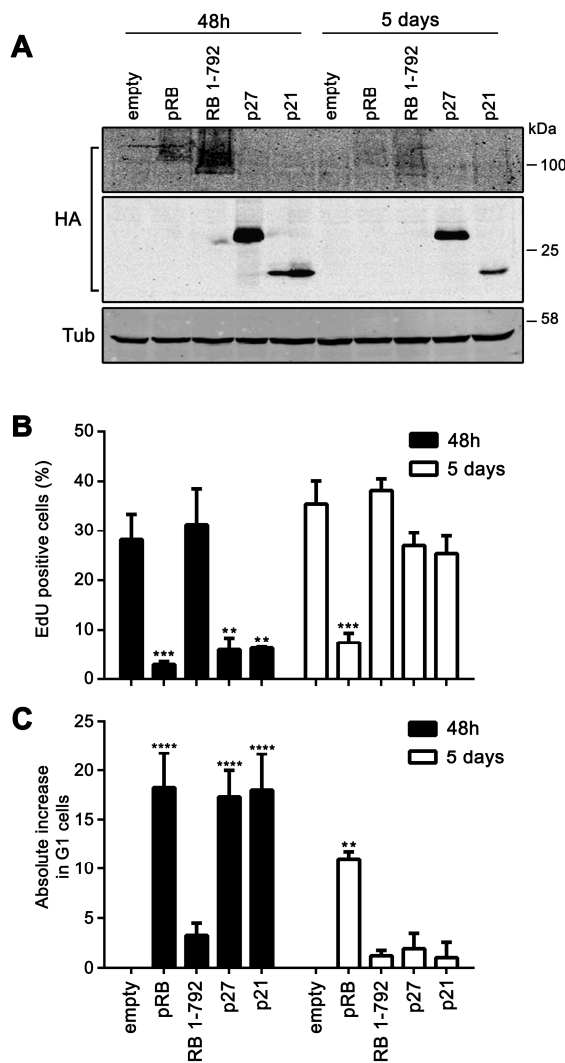 48h 5 days
A
empty pRB RB 1-792 p27 p21 empty pRB RB 1-792 p27 p21
kDa
100
HA
25
58
Tub
B
48h
5 days
EdU positive cells (%)
50
40
30
20
10
0
*** ** ** ***
C
48h
5 days
Absolute increase
in G1 cells
25
20
15
10
5
0
**** **** **** **
empty pRB RB 1-792 p27 p21 empty pRB RB 1-792 p27 p21